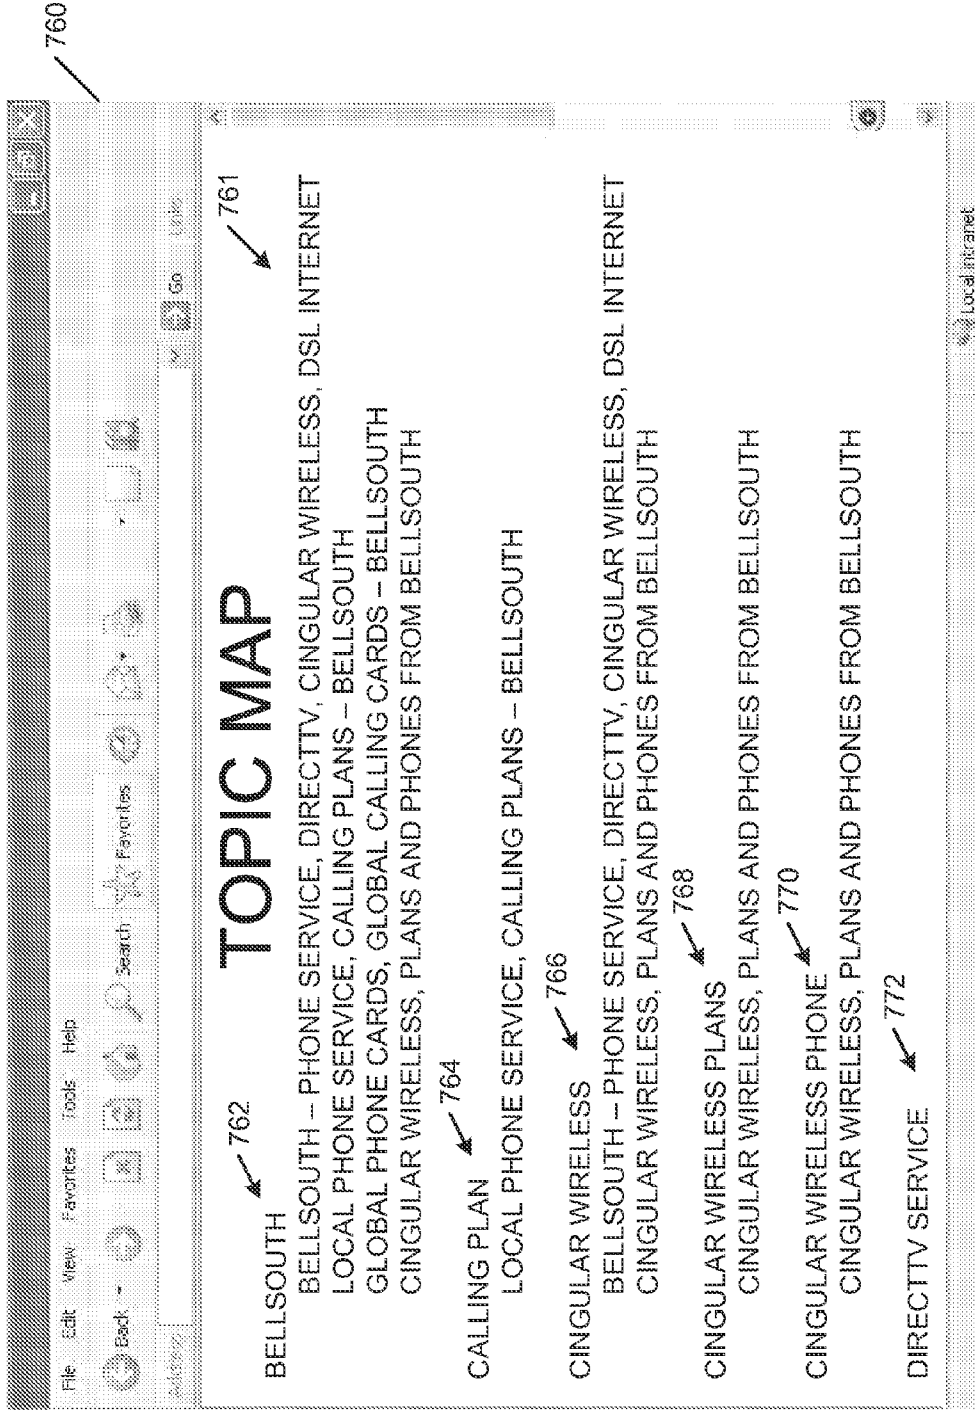 760
File Edit View Favorites Tools Help
Back Search Favorites
Address Go Links
761
TOPIC MAP
762
BELLSOUTH
BELLSOUTH – PHONE SERVICE, DIRECTTV, CINGULAR WIRELESS, DSL INTERNET
LOCAL PHONE SERVICE, CALLING PLANS – BELLSOUTH
GLOBAL PHONE CARDS, GLOBAL CALLING CARDS – BELLSOUTH
CINGULAR WIRELESS, PLANS AND PHONES FROM BELLSOUTH
764
CALLING PLAN
LOCAL PHONE SERVICE, CALLING PLANS – BELLSOUTH
766
CINGULAR WIRELESS
BELLSOUTH – PHONE SERVICE, DIRECTTV, CINGULAR WIRELESS, DSL INTERNET
CINGULAR WIRELESS, PLANS AND PHONES FROM BELLSOUTH
768
CINGULAR WIRELESS PLANS
CINGULAR WIRELESS, PLANS AND PHONES FROM BELLSOUTH
770
CINGULAR WIRELESS PHONE
CINGULAR WIRELESS, PLANS AND PHONES FROM BELLSOUTH
772
DIRECTTV SERVICE
Local intranet